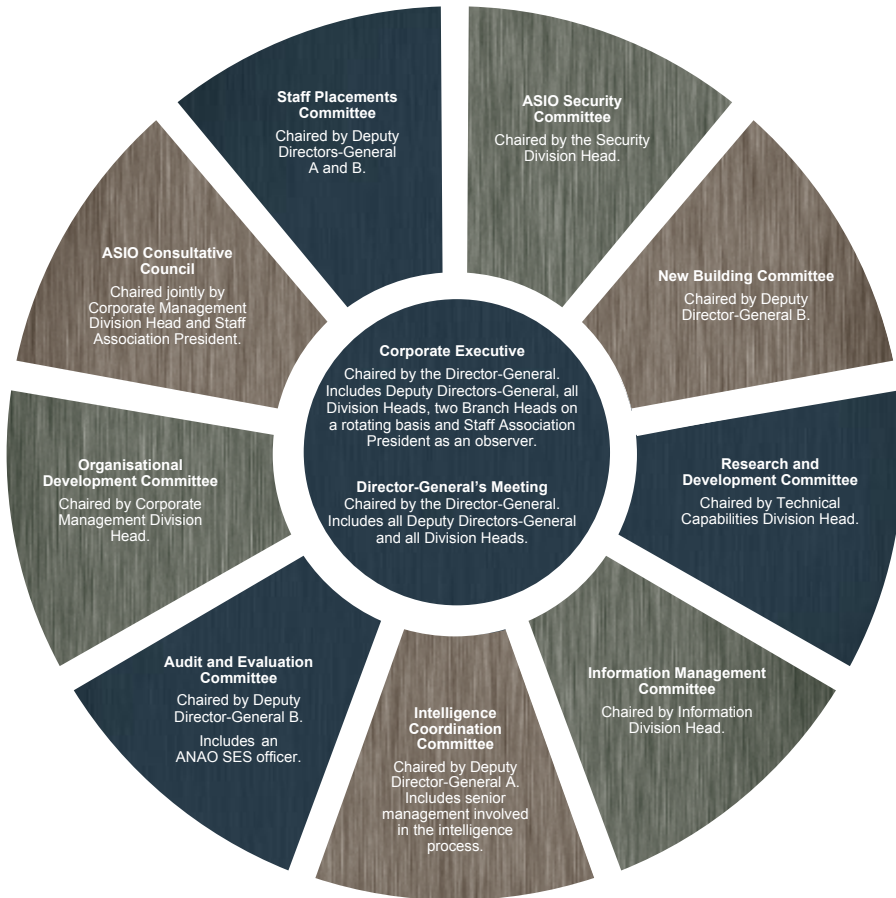 Staff Placements
Committee
Chaired by Deputy
Directors-General
A and B.
ASIO Security
Committee
Chaired by the Security
Division Head.
New Building Committee
Chaired by Deputy
Director-General B.
Research and
Development Committee
Chaired by Technical
Capabilities Division Head.
Information Management
Committee
Chaired by Information
Division Head.
Intelligence
Coordination
Committee
Chaired by Deputy
Director-General A.
Includes senior
management involved
in the intelligence
process.
Audit and Evaluation
Committee
Chaired by Deputy
Director-General B.
Includes an
ANAO SES officer.
Organisational
Development Committee
Chaired by Corporate
Management Division
Head.
ASIO Consultative
Council
Chaired jointly by
Corporate Management
Division Head and Staff
Association President.
Corporate Executive
Chaired by the Director-General.
Includes Deputy Directors-General, all
Division Heads, two Branch Heads on
a rotating basis and Staff Association
President as an observer.
Director-General's Meeting
Chaired by the Director-General.
Includes all Deputy Directors-General
and all Division Heads.